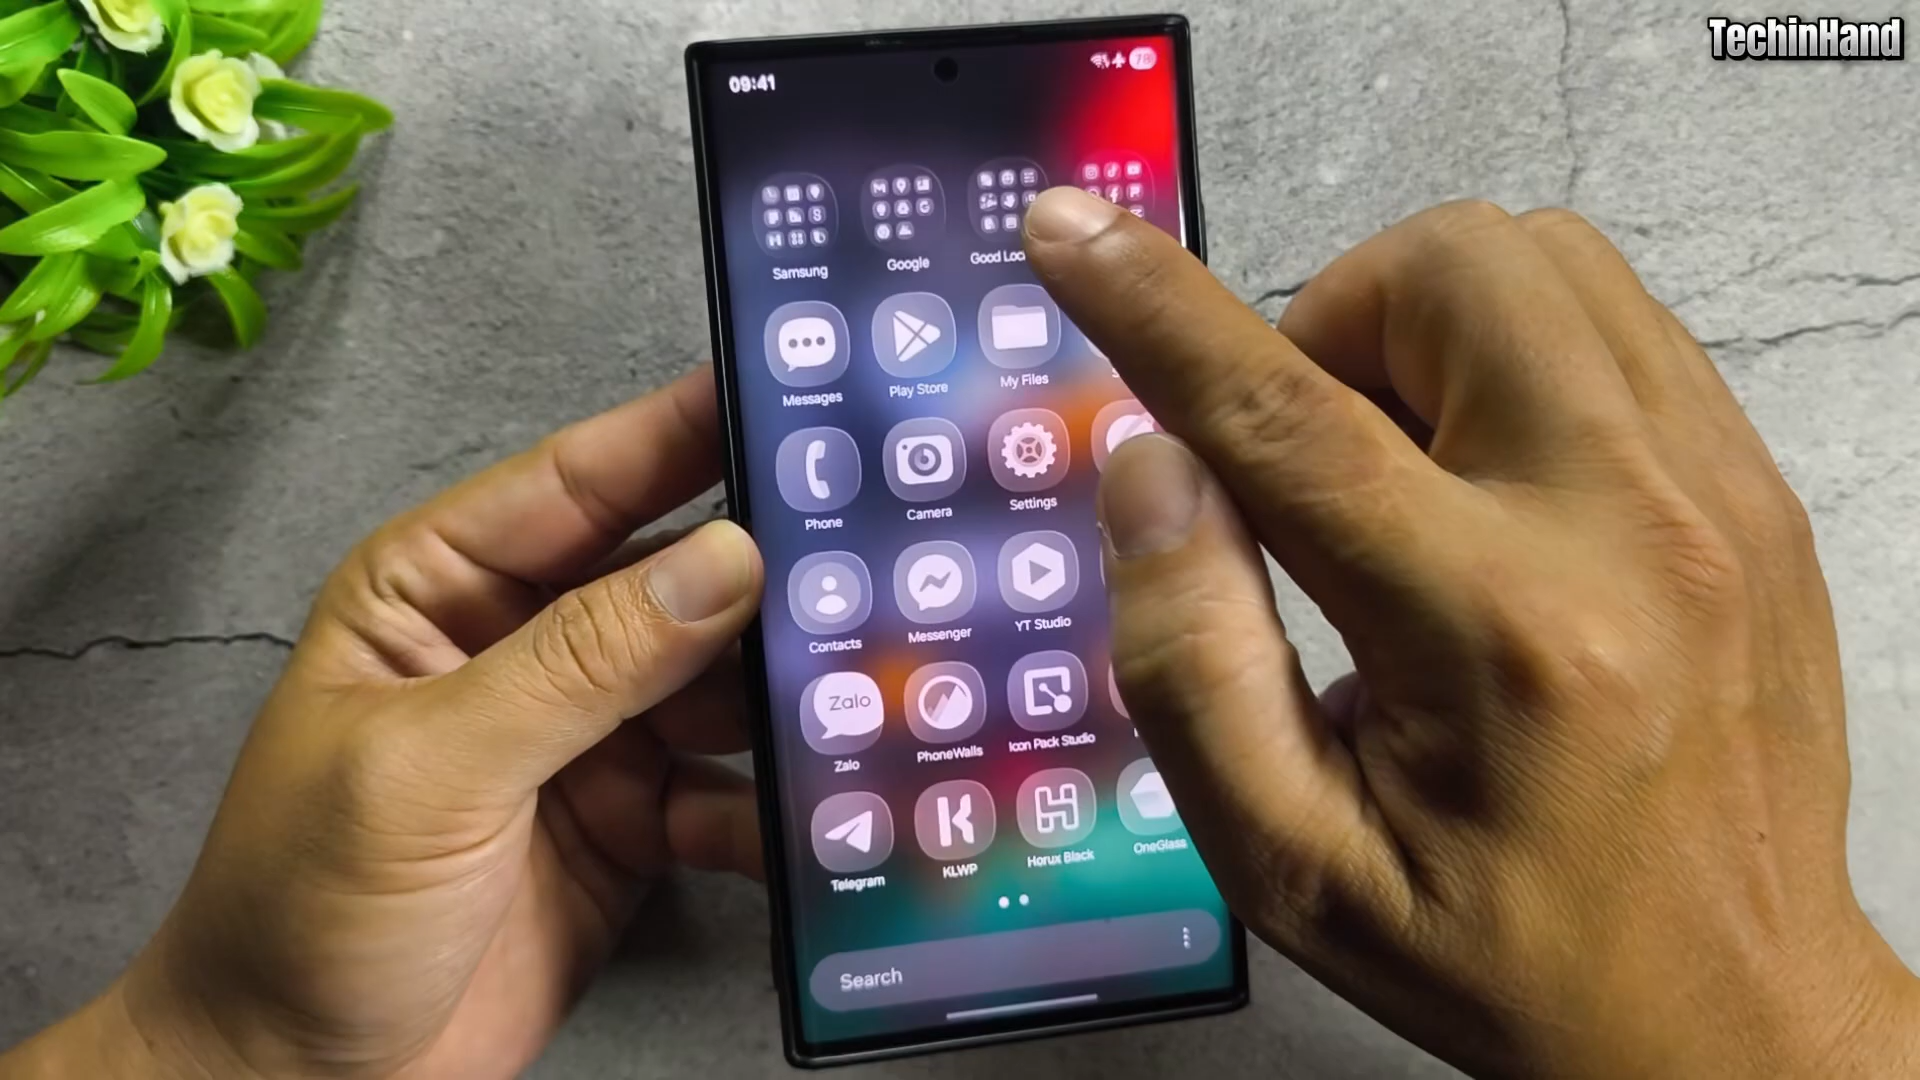 TechinHand
09:41
78
Samsung
Google
Good Loc
Messages
Play Store
My Files
Phone
Camera
Settings
Contacts
Messenger
YT Studio
Zalo
Zalo
PhoneWalls
Icon Pack Studio
Telegram
KLWP
Horux Black
OneGlass
Search